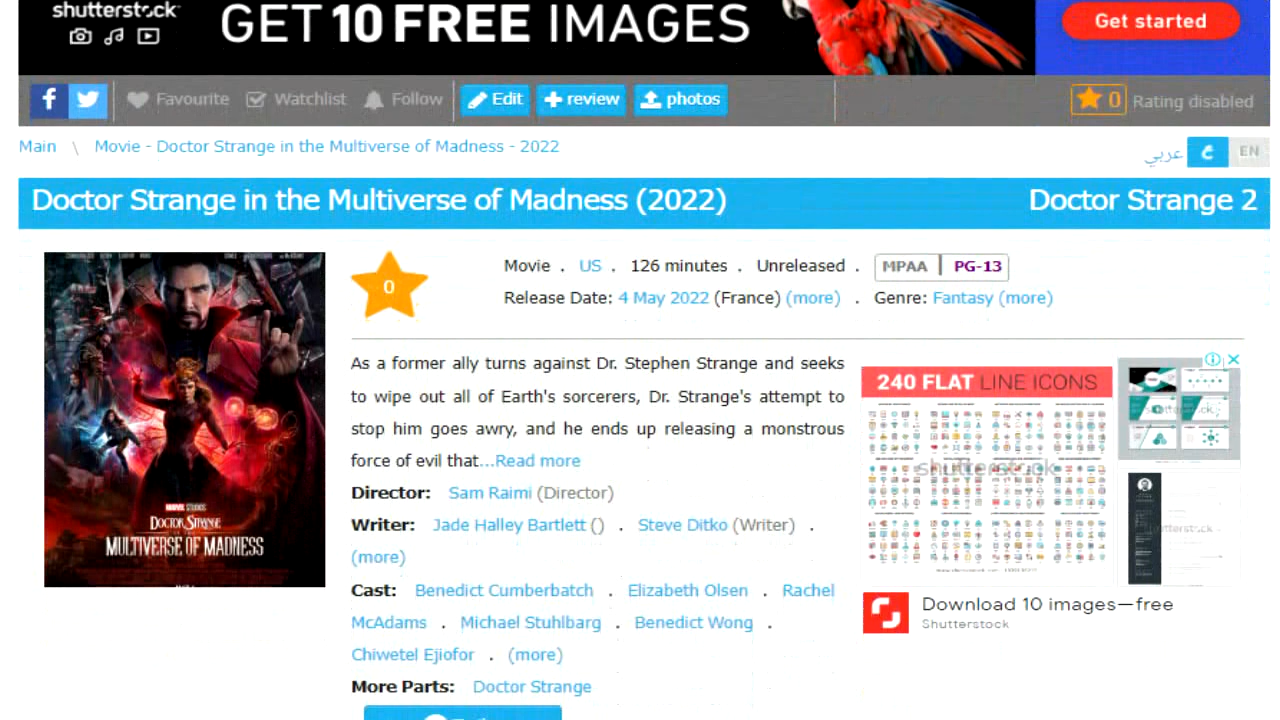 shutterstock
GET 10 FREE IMAGES
Get started
Favourite Watchlist Follow Edit review photos 0 Rating disabled
Main \ Movie - Doctor Strange in the Multiverse of Madness - 2022
عربي ع EN
Doctor Strange in the Multiverse of Madness (2022) Doctor Strange 2
0
Movie . US . 126 minutes . Unreleased . MPAA | PG-13
Release Date: 4 May 2022 (France) (more) . Genre: Fantasy (more)
As a former ally turns against Dr. Stephen Strange and seeks
to wipe out all of Earth's sorcerers, Dr. Strange's attempt to
stop him goes awry, and he ends up releasing a monstrous
force of evil that...Read more
Director: Sam Raimi (Director)
Writer: Jade Halley Bartlett () . Steve Ditko (Writer) .
(more)
Cast: Benedict Cumberbatch . Elizabeth Olsen . Rachel
McAdams . Michael Stuhlbarg . Benedict Wong .
Chiwetel Ejiofor . (more)
More Parts: Doctor Strange
MARVEL STUDIOS
DOCTOR STRANGE
IN THE
MULTIVERSE OF MADNESS
240 FLAT LINE ICONS
shutterstock
Download 10 images—free
Shutterstock